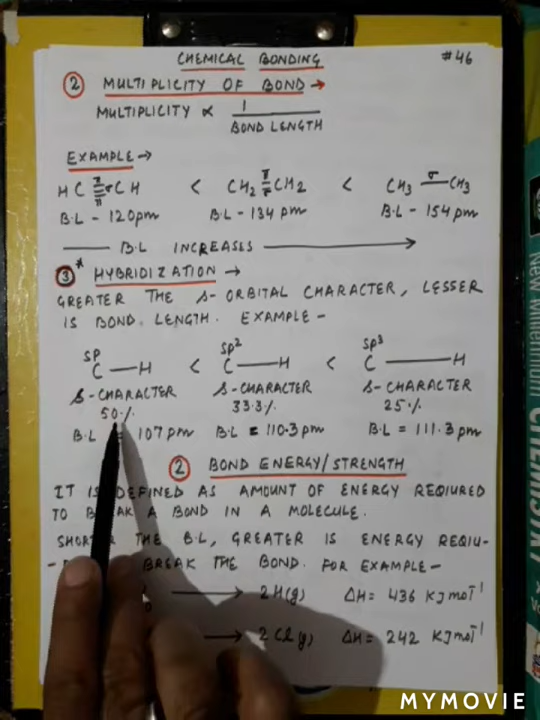 CHEMICAL BONDING #46
② MULTIPLICITY OF BOND →
MULTIPLICITY ∝ 1
BOND LENGTH
EXAMPLE →
HC ≡ CH < CH2 = CH2 < CH3 — CH3
π σ π π σ σ
B.L - 120pm B.L - 134 pm B.L - 154 pm
B.L INCREASES →
③* HYBRIDIZATION →
GREATER THE S-ORBITAL CHARACTER, LESSER
IS BOND LENGTH. EXAMPLE -
sp sp2 sp3
C — H < C — H < C — H
S-CHARACTER S-CHARACTER S-CHARACTER
50% 33.3% 25%
B.L = 107 pm B.L = 110.3 pm B.L = 111.3 pm
② BOND ENERGY/STRENGTH
IT IS DEFINED AS AMOUNT OF ENERGY REQIURED
TO BREAK A BOND IN A MOLECULE.
SHORTER THE B.L, GREATER IS ENERGY REQIU-
BREAK THE BOND. FOR EXAMPLE -
→ 2H(g) ΔH = 436 KJ mol-1
→ 2Cl(g) ΔH = 242 KJ mol-1
MYMOVIE